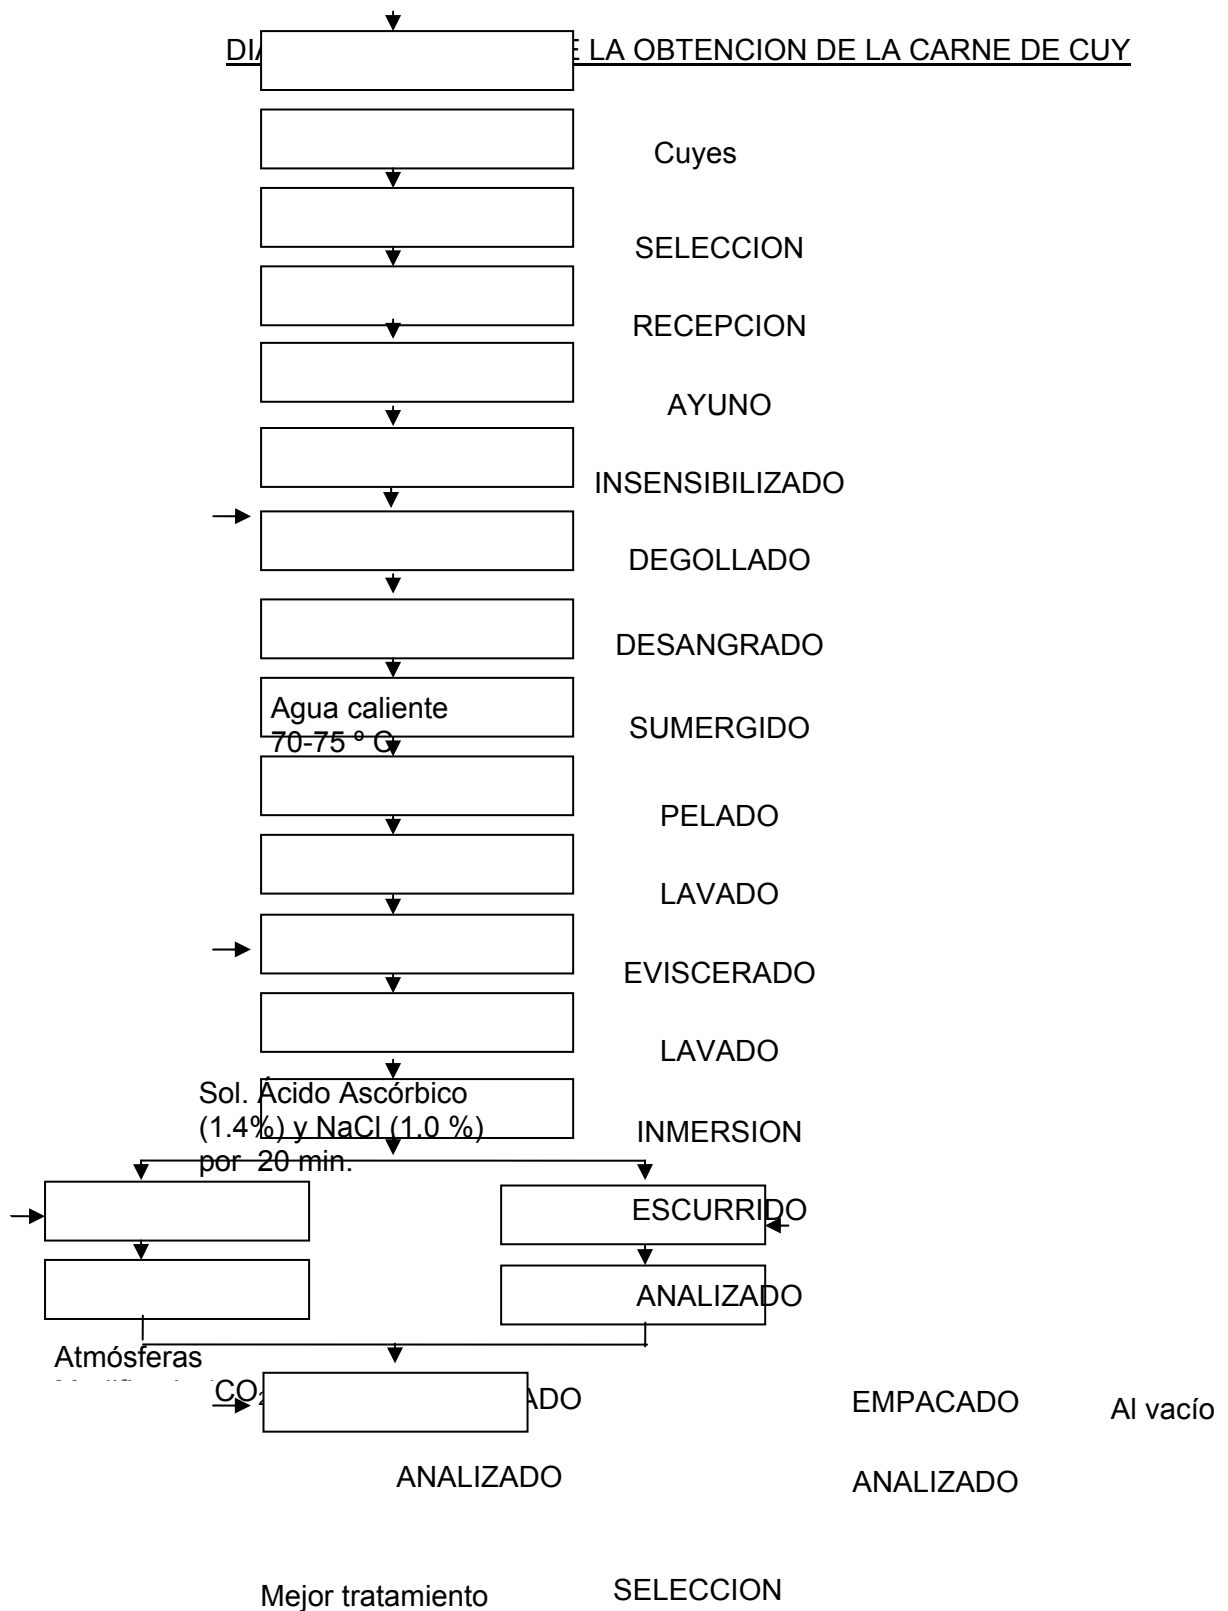 DIA E LA OBTENCION DE LA CARNE DE CUY
Cuyes
SELECCION
RECEPCION
AYUNO
INSENSIBILIZADO
DEGOLLADO
DESANGRADO
Agua caliente
70-75 º C
SUMERGIDO
PELADO
LAVADO
EVISCERADO
LAVADO
Sol. Ácido Ascórbico
(1.4%) y NaCl (1.0 %)
por 20 min.
INMERSION
ESCURRIDO
ANALIZADO
Atmósferas
CO₂
ADO
EMPACADO
Al vacío
ANALIZADO
ANALIZADO
Mejor tratamiento
SELECCION